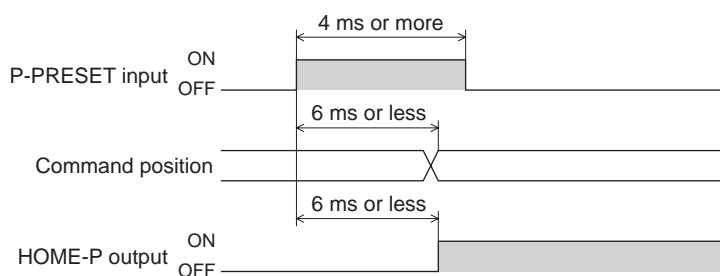 4 ms or more
ON
P-PRESET input
OFF
6 ms or less
Command position
6 ms or less
ON
HOME-P output
OFF